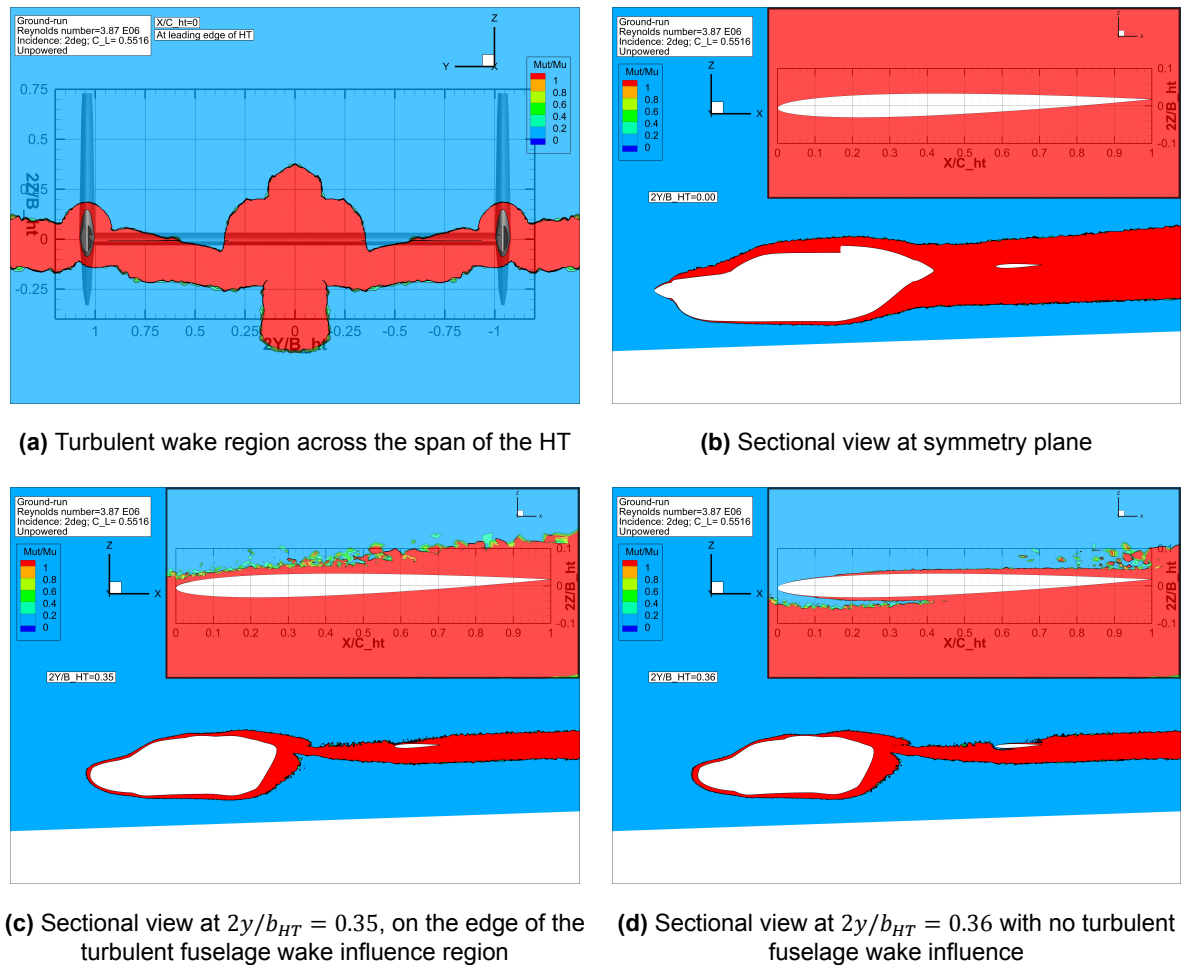 Ground-run
Reynolds number=3.87 E06
Incidence: 2deg; C_L= 0.5516
Unpowered
X/C_ht=0
At leading edge of HT
Z
Y
X
Mut/Mu
1
0.8
0.6
0.4
0.2
0
0.75
0.5
0.25
0
-0.25
2Z/B_ht
1
0.75
0.5
0.25
0
-0.25
-0.5
-0.75
-1
2Y/B_ht
(a) Turbulent wake region across the span of the HT
Ground-run
Reynolds number=3.87 E06
Incidence: 2deg; C_L= 0.5516
Unpowered
Mut/Mu
1
0.8
0.6
0.4
0.2
0
Z
Y
X
z
x
0.1
0
-0.1
2Z/B_ht
0 0.1 0.2 0.3 0.4 0.5 0.6 0.7 0.8 0.9 1
X/C_ht
2Y/B_HT=0.00
(b) Sectional view at symmetry plane
Ground-run
Reynolds number=3.87 E06
Incidence: 2deg; C_L= 0.5516
Unpowered
Mut/Mu
1
0.8
0.6
0.4
0.2
0
Z
Y
X
z
x
0.1
0
-0.1
2Z/B_ht
0 0.1 0.2 0.3 0.4 0.5 0.6 0.7 0.8 0.9 1
X/C_ht
2Y/B_HT=0.35
(c) Sectional view at 2y/b_HT = 0.35, on the edge of the
turbulent fuselage wake influence region
Ground-run
Reynolds number=3.87 E06
Incidence: 2deg; C_L= 0.5516
Unpowered
Mut/Mu
1
0.8
0.6
0.4
0.2
0
Z
Y
X
z
x
0.1
0
-0.1
2Z/B_ht
0 0.1 0.2 0.3 0.4 0.5 0.6 0.7 0.8 0.9 1
X/C_ht
2Y/B_HT=0.36
(d) Sectional view at 2y/b_HT = 0.36 with no turbulent
fuselage wake influence